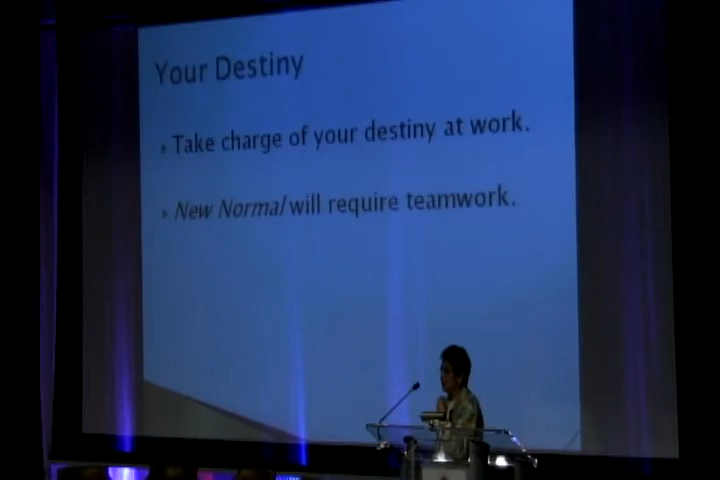 Your Destiny
Take charge of your destiny at work.
New Normal will require teamwork.